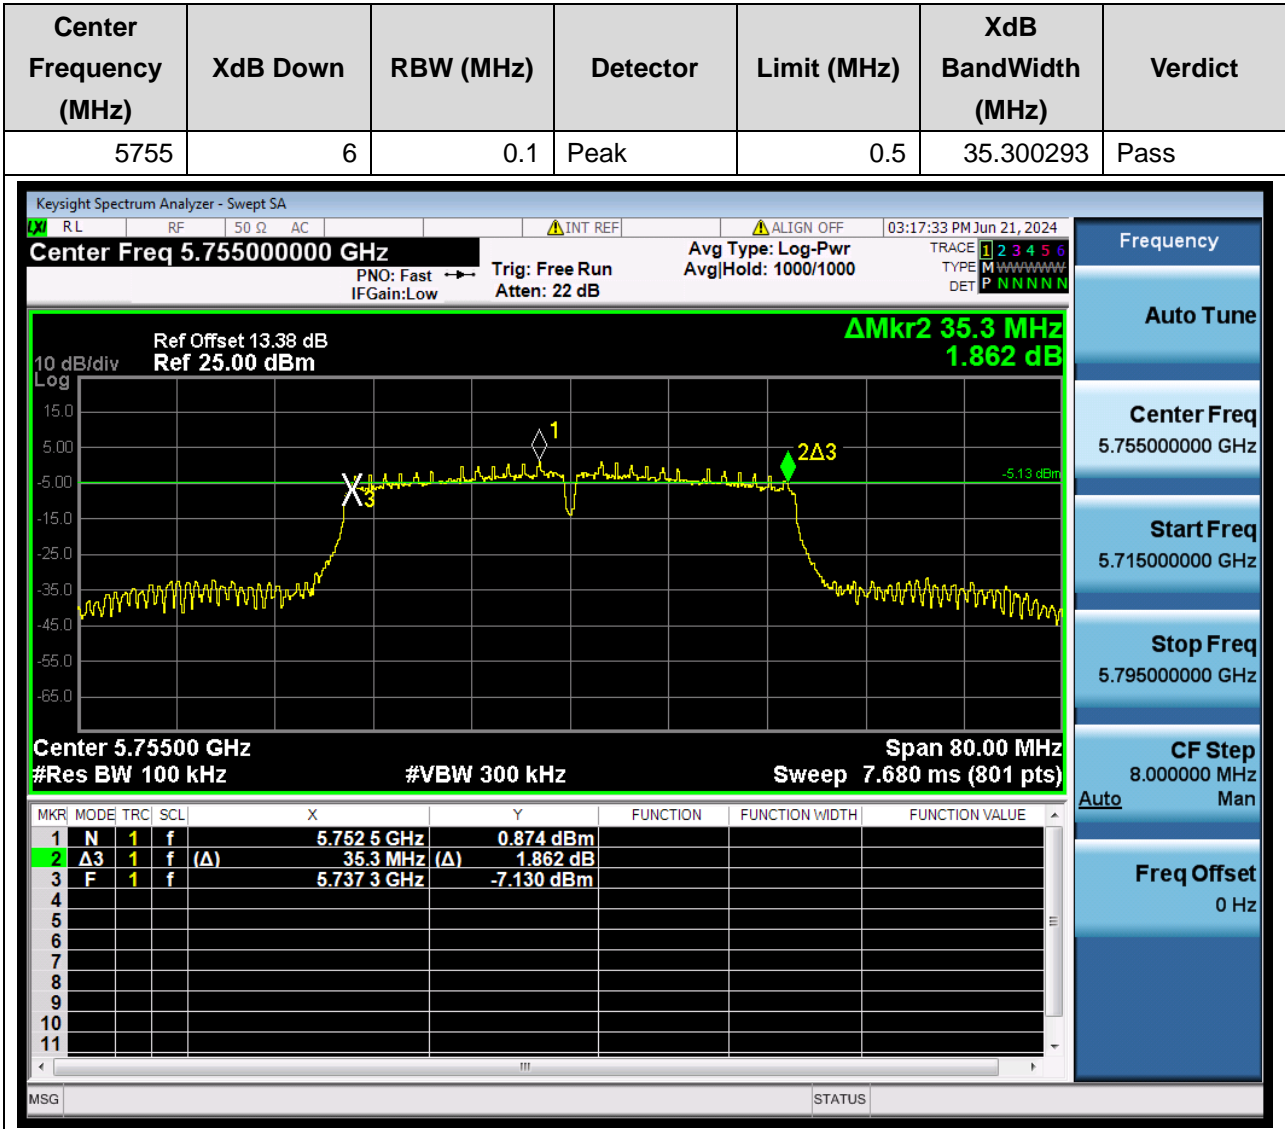 Center Frequency (MHz) XdB Down RBW (MHz) Detector Limit (MHz) XdB BandWidth (MHz) Verdict
5755 6 0.1 Peak 0.5 35.300293 Pass
Keysight Spectrum Analyzer - Swept SA
LXI RL RF 50 Ω AC INT REF ALIGN OFF 03:17:33 PM Jun 21, 2024
Center Freq 5.755000000 GHz
PNO: Fast
IFGain:Low
Trig: Free Run
Atten: 22 dB
Avg Type: Log-Pwr
Avg|Hold: 1000/1000
TRACE 1 2 3 4 5 6
TYPE M WWWWW
DET P N N N N N
Ref Offset 13.38 dB
Ref 25.00 dBm
10 dB/div
Log
ΔMkr2 35.3 MHz
1.862 dB
15.0
5.00
-5.00
-15.0
-25.0
-35.0
-45.0
-55.0
-65.0
1
2Δ3
3
-5.13 dBm
Center 5.75500 GHz
Span 80.00 MHz
#Res BW 100 kHz
#VBW 300 kHz
Sweep 7.680 ms (801 pts)
MKR MODE TRC SCL X Y FUNCTION FUNCTION WIDTH FUNCTION VALUE
1 N 1 f 5.752 5 GHz 0.874 dBm
2 Δ3 1 f (Δ) 35.3 MHz (Δ) 1.862 dB
3 F 1 f 5.737 3 GHz -7.130 dBm
4
5
6
7
8
9
10
11
MSG
STATUS
Frequency
Auto Tune
Center Freq
5.755000000 GHz
Start Freq
5.715000000 GHz
Stop Freq
5.795000000 GHz
CF Step
8.000000 MHz
Auto Man
Freq Offset
0 Hz